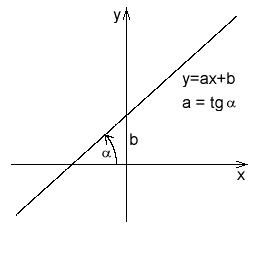 y
y=ax+b
a = tg α
b
α
x